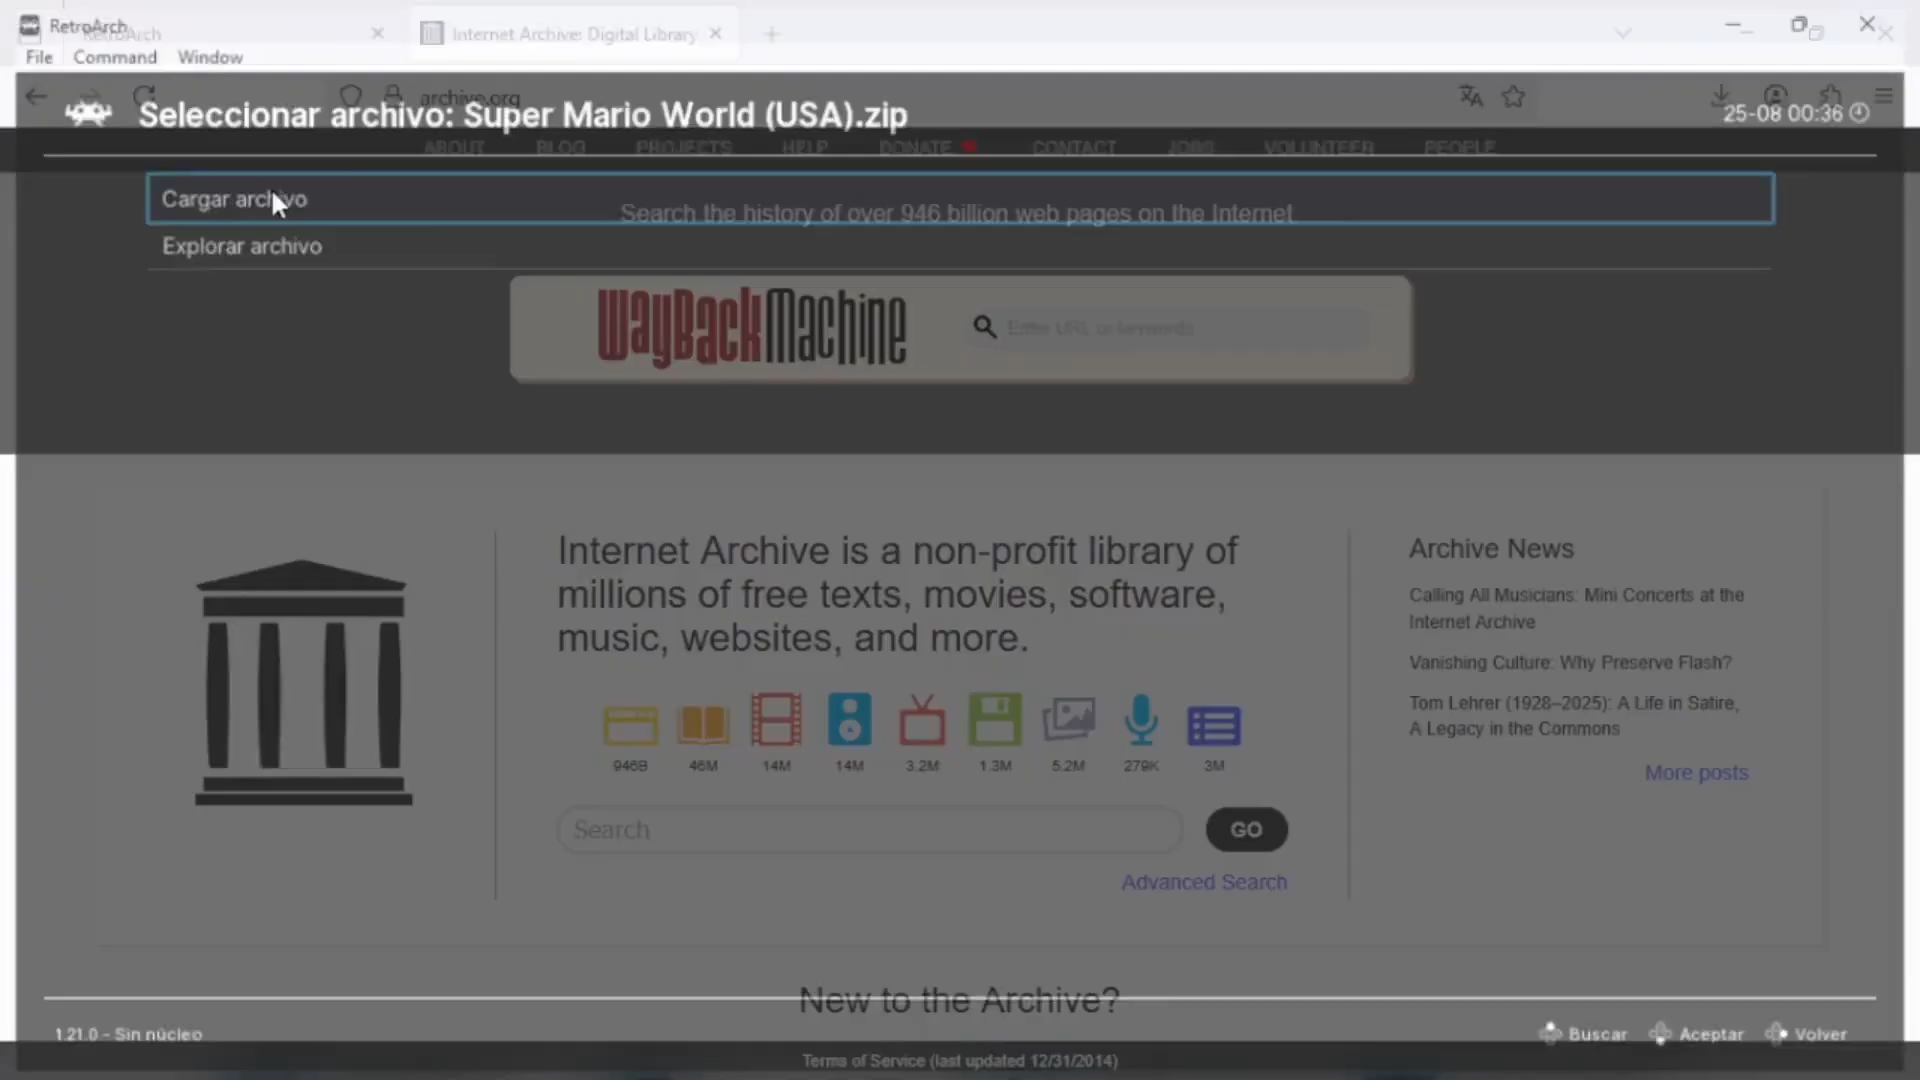 RetroArch
RetroArch
Internet Archive: Digital Library
File Command Window
archive.org
Seleccionar archivo: Super Mario World (USA).zip
25-08 00:36
ABOUT BLOG PROJECTS HELP DONATE CONTACT JOBS VOLUNTEER PEOPLE
Cargar archivo
Search the history of over 946 billion web pages on the Internet.
Explorar archivo
WayBackMachine
Enter URL or keywords
Internet Archive is a non-profit library of
millions of free texts, movies, software,
music, websites, and more.
946B 46M 14M 14M 3.2M 1.3M 5.2M 279K 3M
Search
GO
Advanced Search
Archive News
Calling All Musicians: Mini Concerts at the
Internet Archive
Vanishing Culture: Why Preserve Flash?
Tom Lehrer (1928–2025): A Life in Satire,
A Legacy in the Commons
More posts
New to the Archive?
1.21.0 - Sin núcleo
Buscar Aceptar Volver
Terms of Service (last updated 12/31/2014)